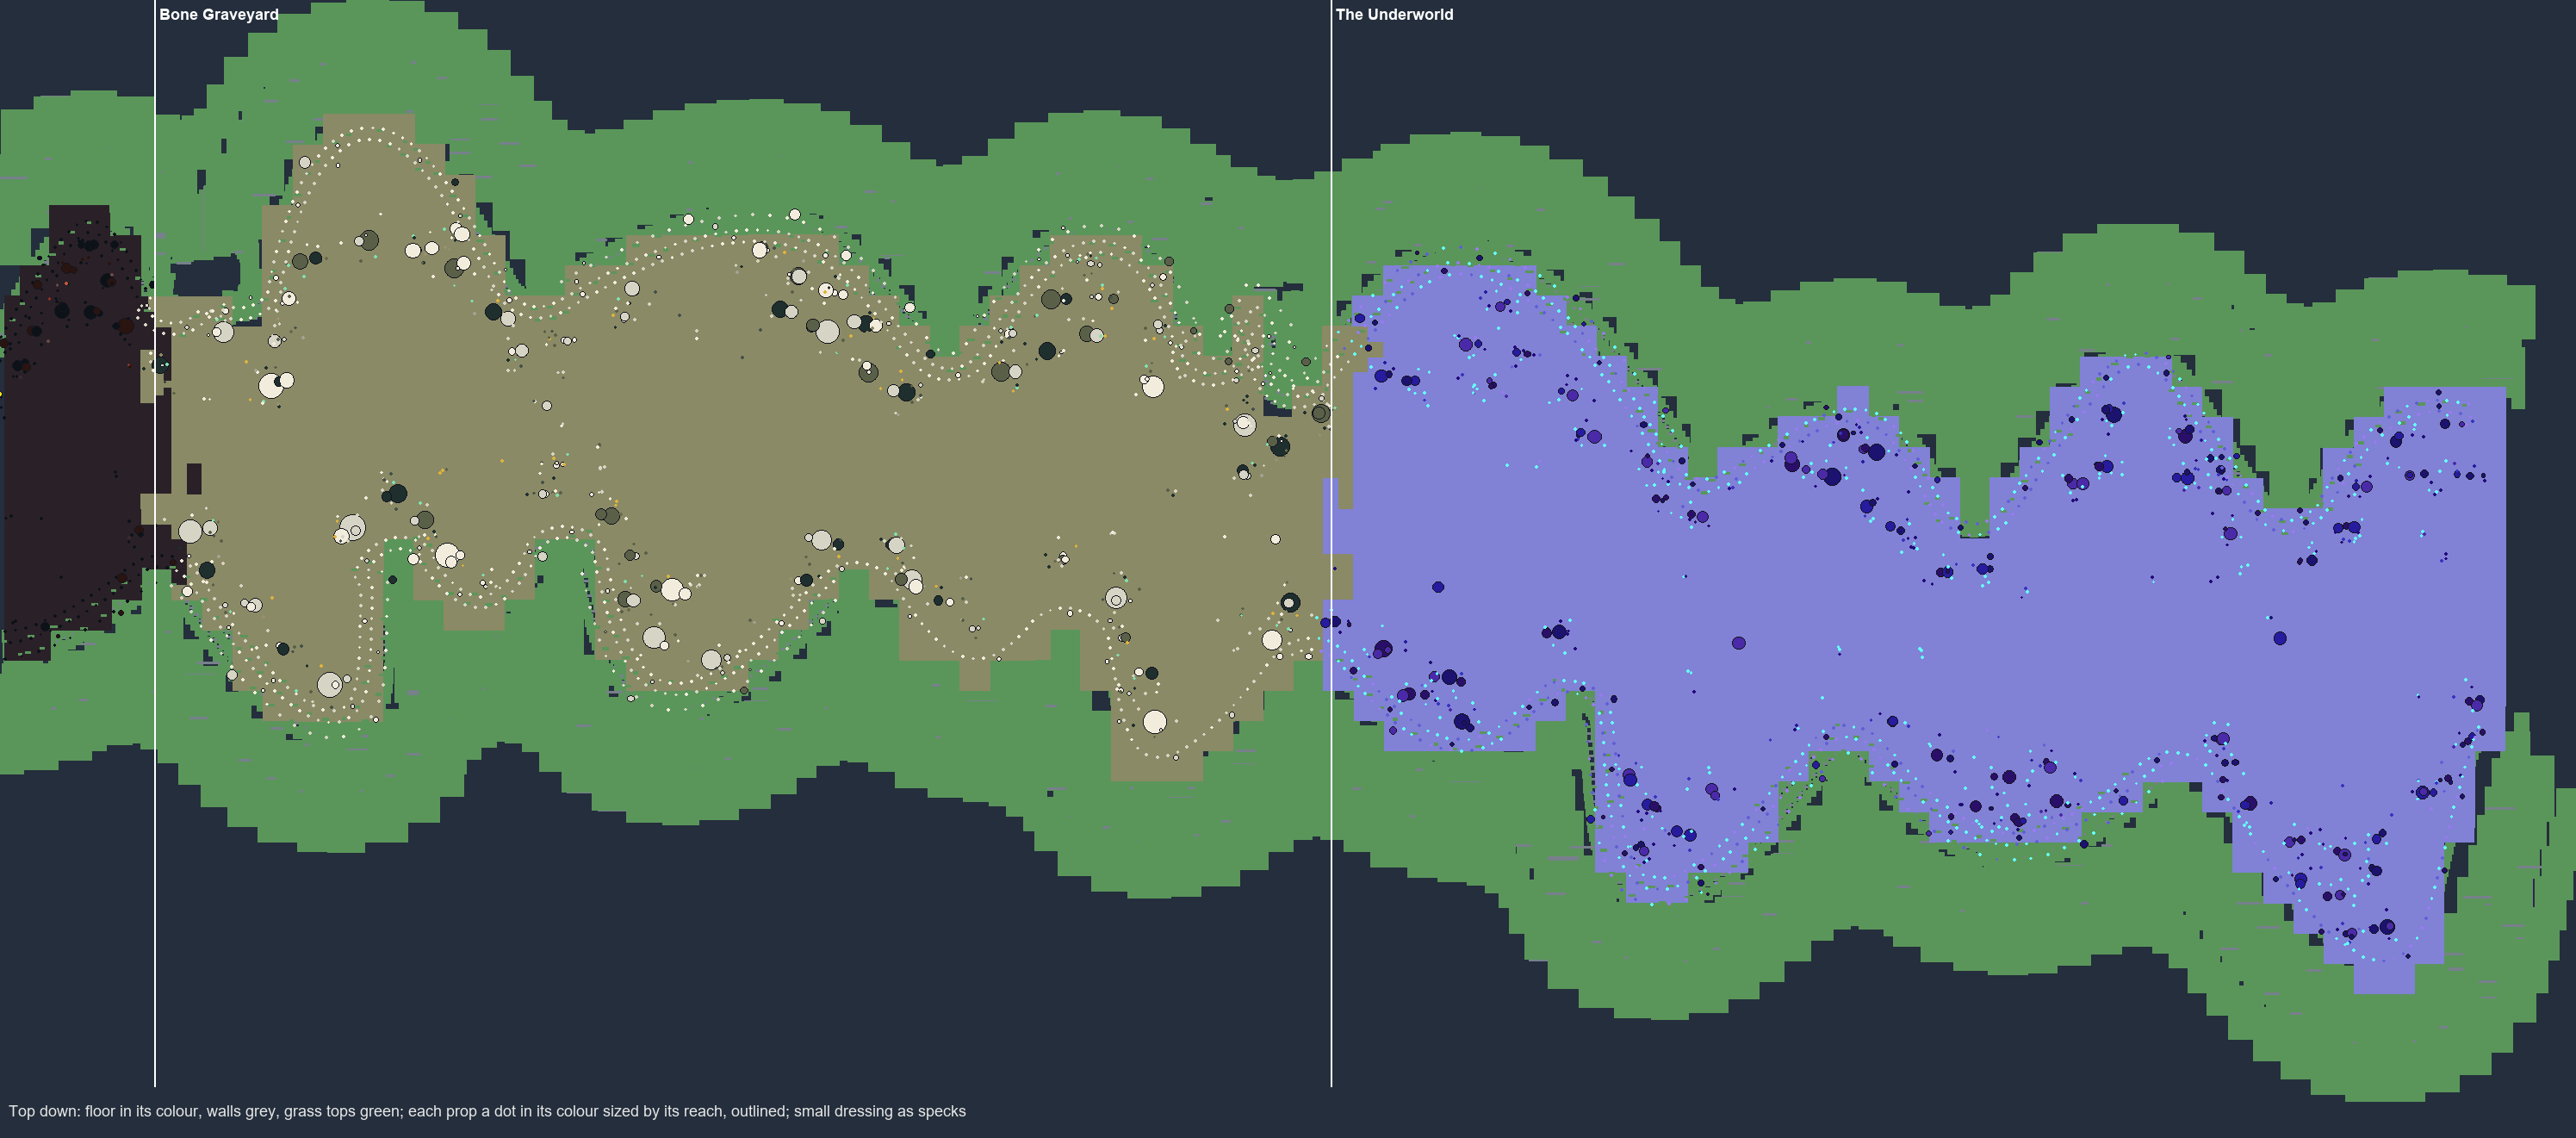 Bone Graveyard
The Underworld
Top down: floor in its colour, walls grey, grass tops green; each prop a dot in its colour sized by its reach, outlined; small dressing as specks